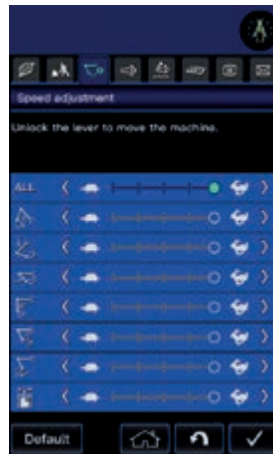 Speed adjustment
Unlock the lever to move the machine.
ALL
Default